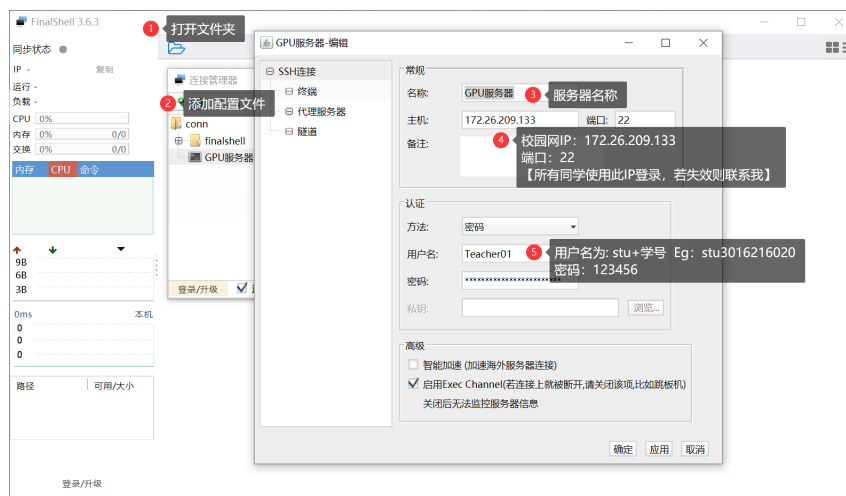 FinalShell 3.6.3
1 打开文件夹
同步状态
IP - 复制
运行 -
负载 -
CPU 0%
内存 0% 0/0
交换 0% 0/0
内存 CPU 命令
9B
6B
3B
0ms 本机
0
0
0
路径 可用/大小
登录/升级
连接管理器
2 添加配置文件
conn
finalshell
GPU服务器
登录/升级
GPU服务器-编辑
SSH连接
终端
代理服务器
隧道
常规
名称: GPU服务器 3 服务器名称
主机: 172.26.209.133 端口: 22
备注:
4 校园网IP：172.26.209.133
端口：22
【所有同学使用此IP登录，若失效则联系我】
认证
方法: 密码
用户名: Teacher01 5 用户名为: stu+学号 Eg：stu3016216020
密码：123456
密码: ************************
私钥: 浏览...
高级
智能加速 (加速海外服务器连接)
启用Exec Channel(若连接上就被断开,请关闭该项,比如跳板机)
关闭后无法监控服务器信息
确定 应用 取消